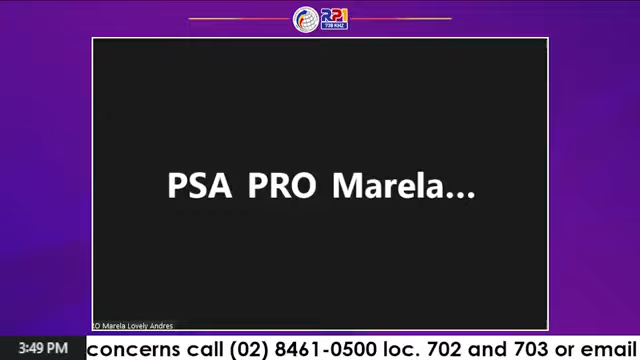 RP1
738 KHZ
PSA PRO Marela...
O Marela Lovely Andres
3:49 PM
concerns call (02) 8461-0500 loc. 702 and 703 or email